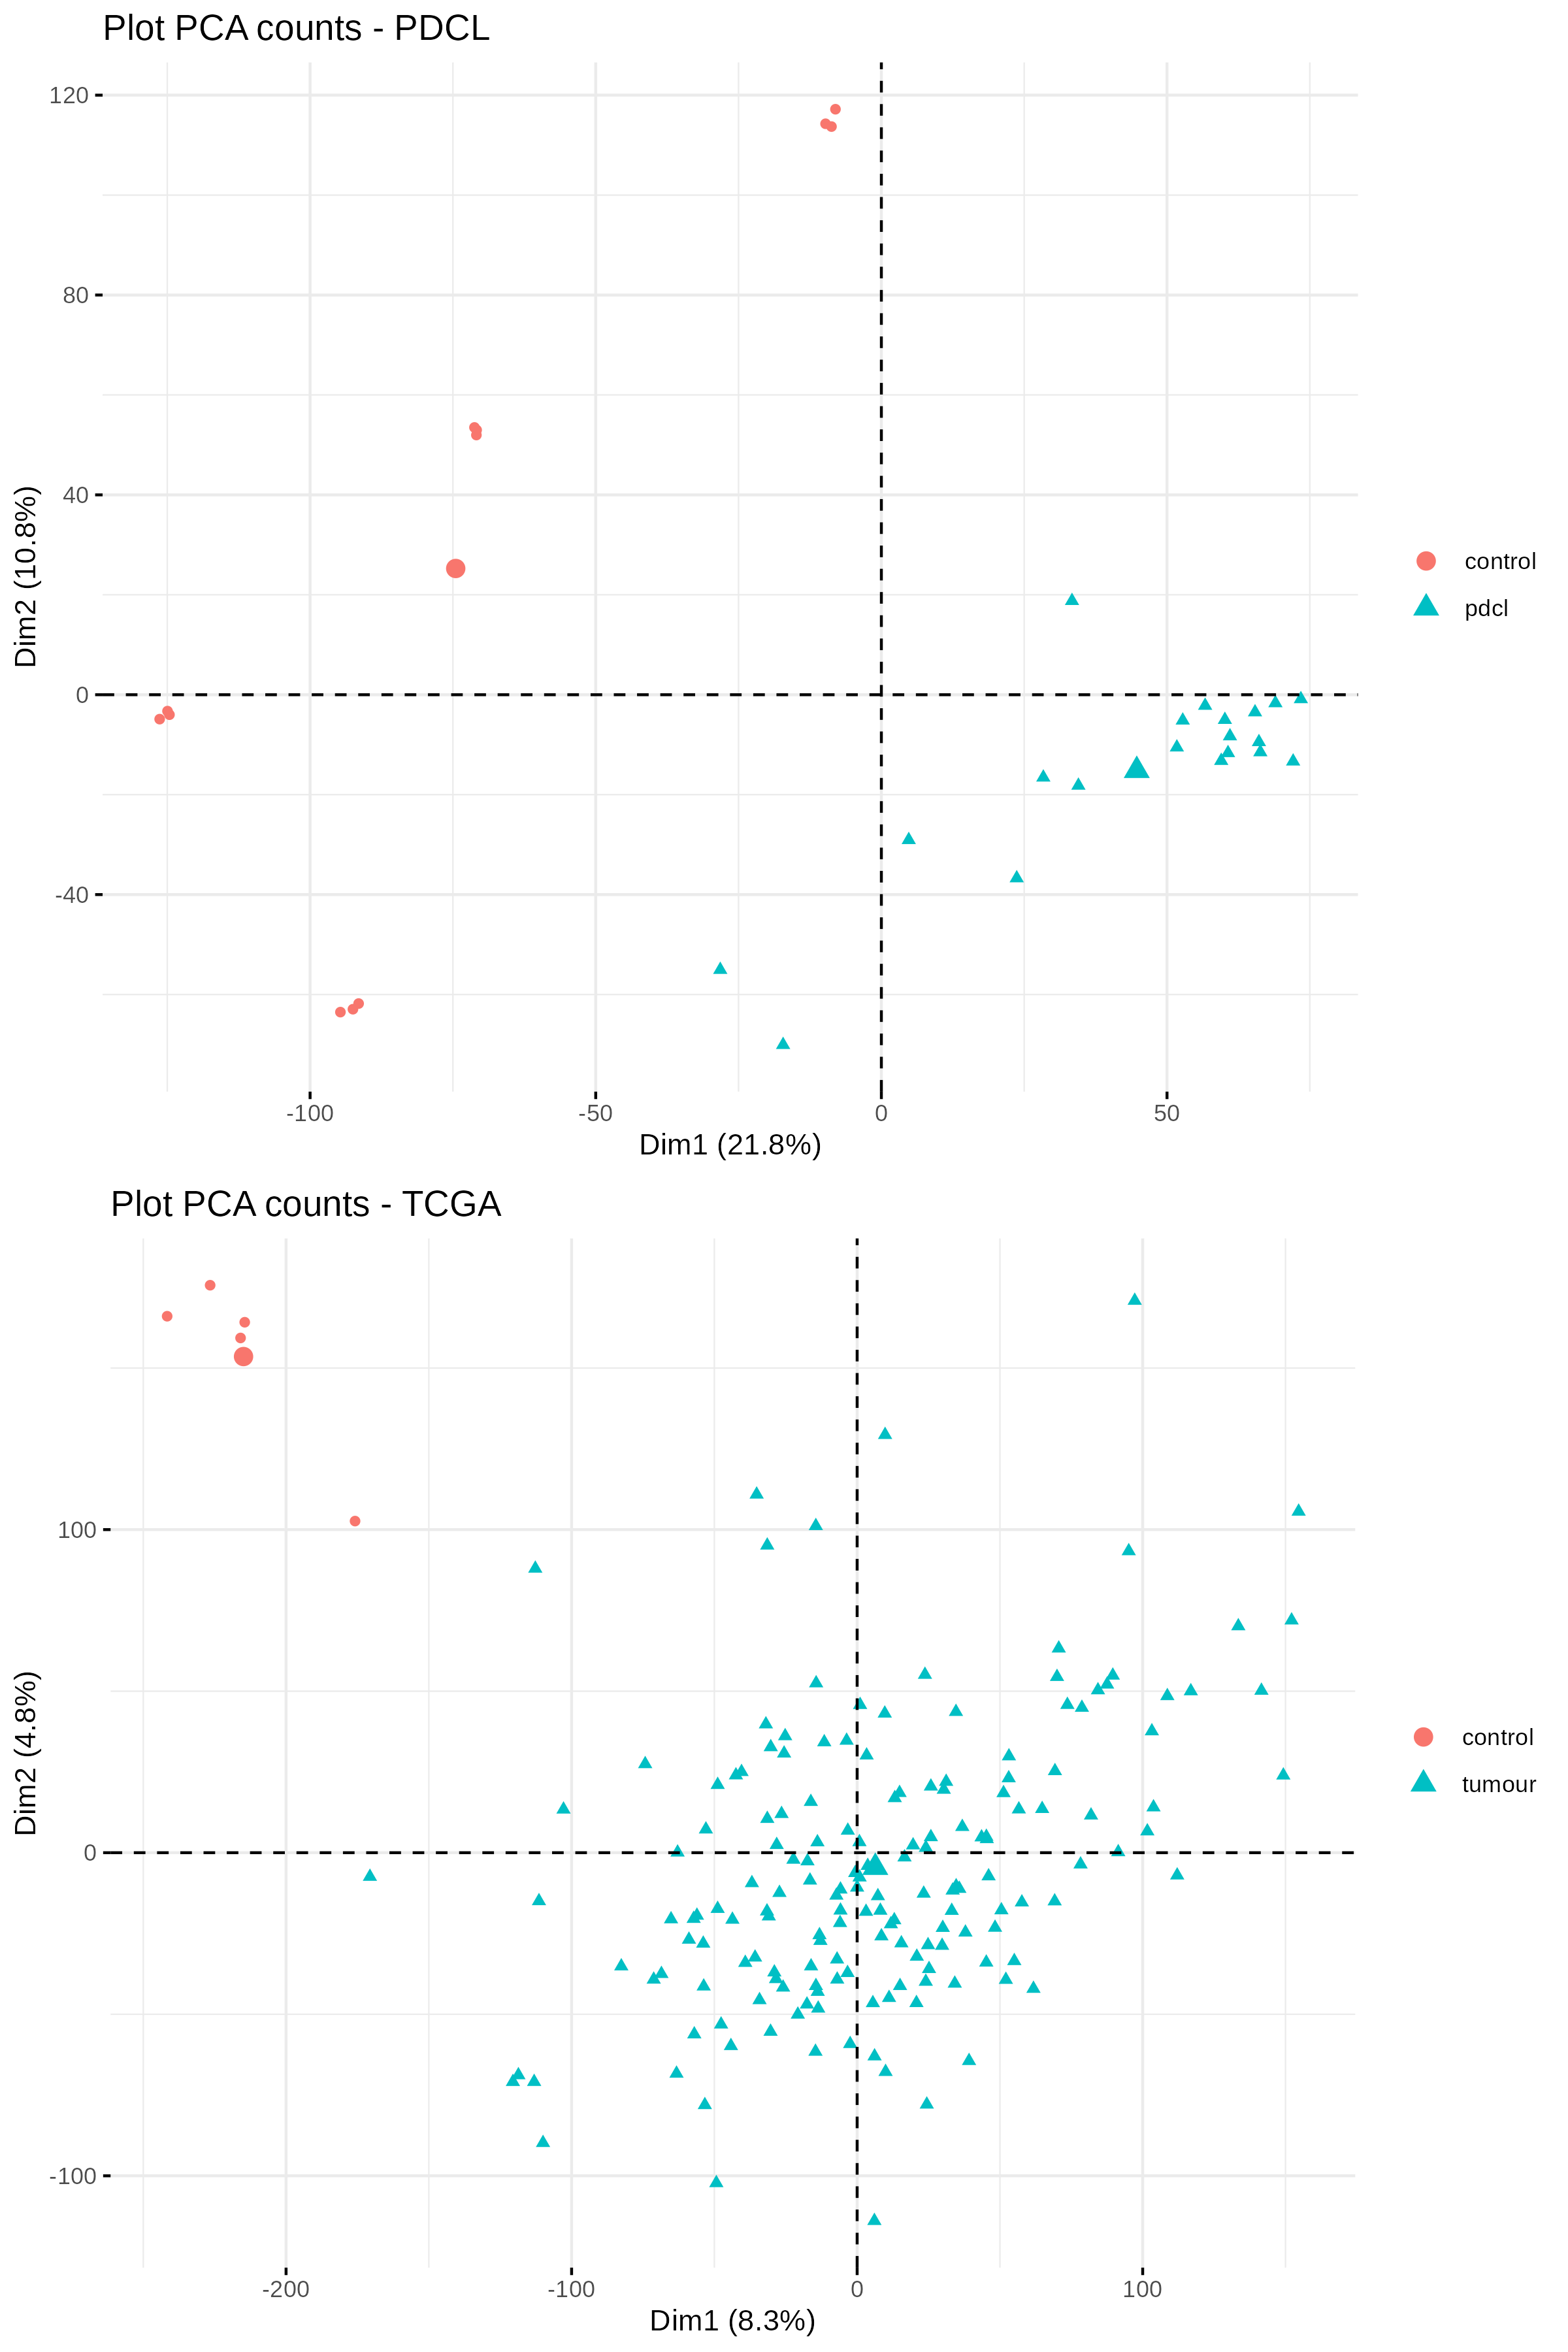 Plot PCA counts - PDCL
120
80
40
0
-40
Dim2 (10.8%)
-100
-50
0
50
Dim1 (21.8%)
control
pdcl
Plot PCA counts - TCGA
100
0
-100
Dim2 (4.8%)
-200
-100
0
100
Dim1 (8.3%)
control
tumour